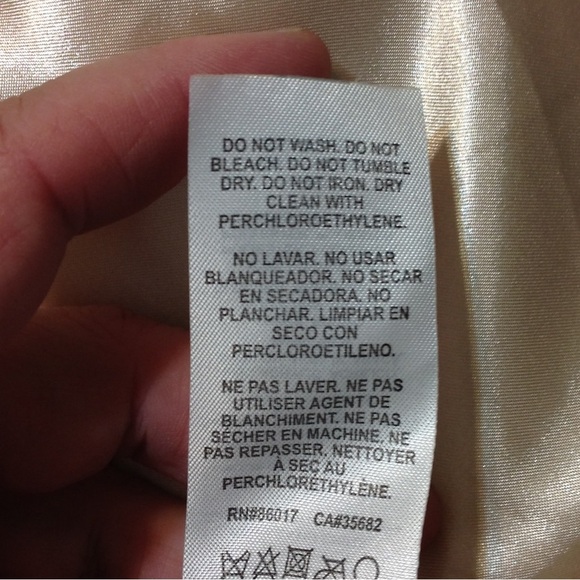 DO NOT WASH. DO NOT
BLEACH. DO NOT TUMBLE
DRY. DO NOT IRON. DRY
CLEAN WITH
PERCHLOROETHYLENE.
NO LAVAR. NO USAR
BLANQUEADOR. NO SECAR
EN SECADORA. NO
PLANCHAR. LIMPIAR EN
SECO CON
PERCLOROETILENO.
NE PAS LAVER. NE PAS
UTILISER AGENT DE
BLANCHIMENT. NE PAS
SÉCHER EN MACHINE. NE
PAS REPASSER. NETTOYER
À SEC AU
PERCHLORÉTHYLÈNE.
RN#86017 CA#35682